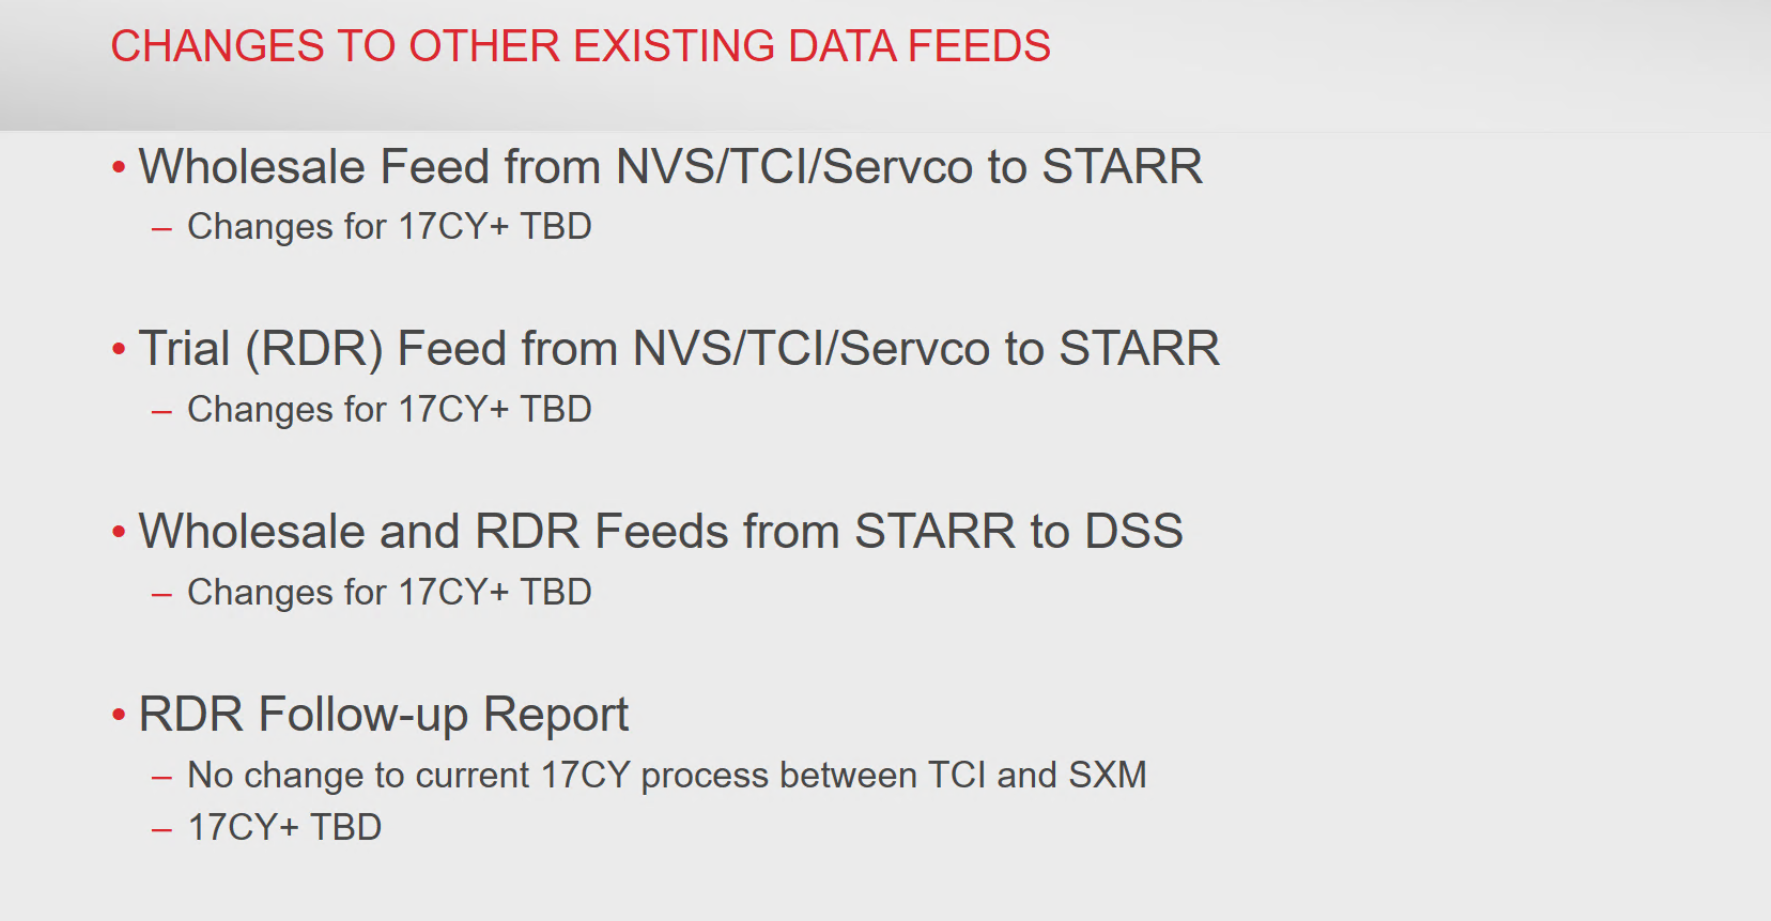 CHANGES TO OTHER EXISTING DATA FEEDS
• Wholesale Feed from NVS/TCI/Servco to STARR
– Changes for 17CY+ TBD
• Trial (RDR) Feed from NVS/TCI/Servco to STARR
– Changes for 17CY+ TBD
• Wholesale and RDR Feeds from STARR to DSS
– Changes for 17CY+ TBD
• RDR Follow-up Report
– No change to current 17CY process between TCI and SXM
– 17CY+ TBD